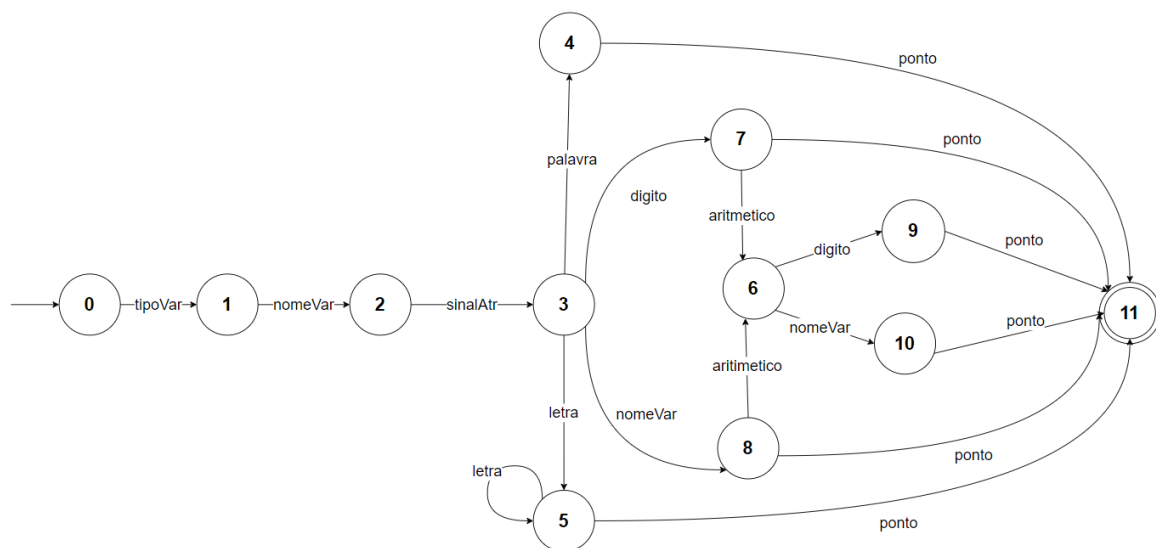 4
ponto
7
ponto
palavra
digito
aritmetico
9
digito
ponto
0
tipoVar
1
nomeVar
2
sinalAtr
3
6
11
nomeVar
10
ponto
aritimetico
letra
nomeVar
8
ponto
letra
5
ponto